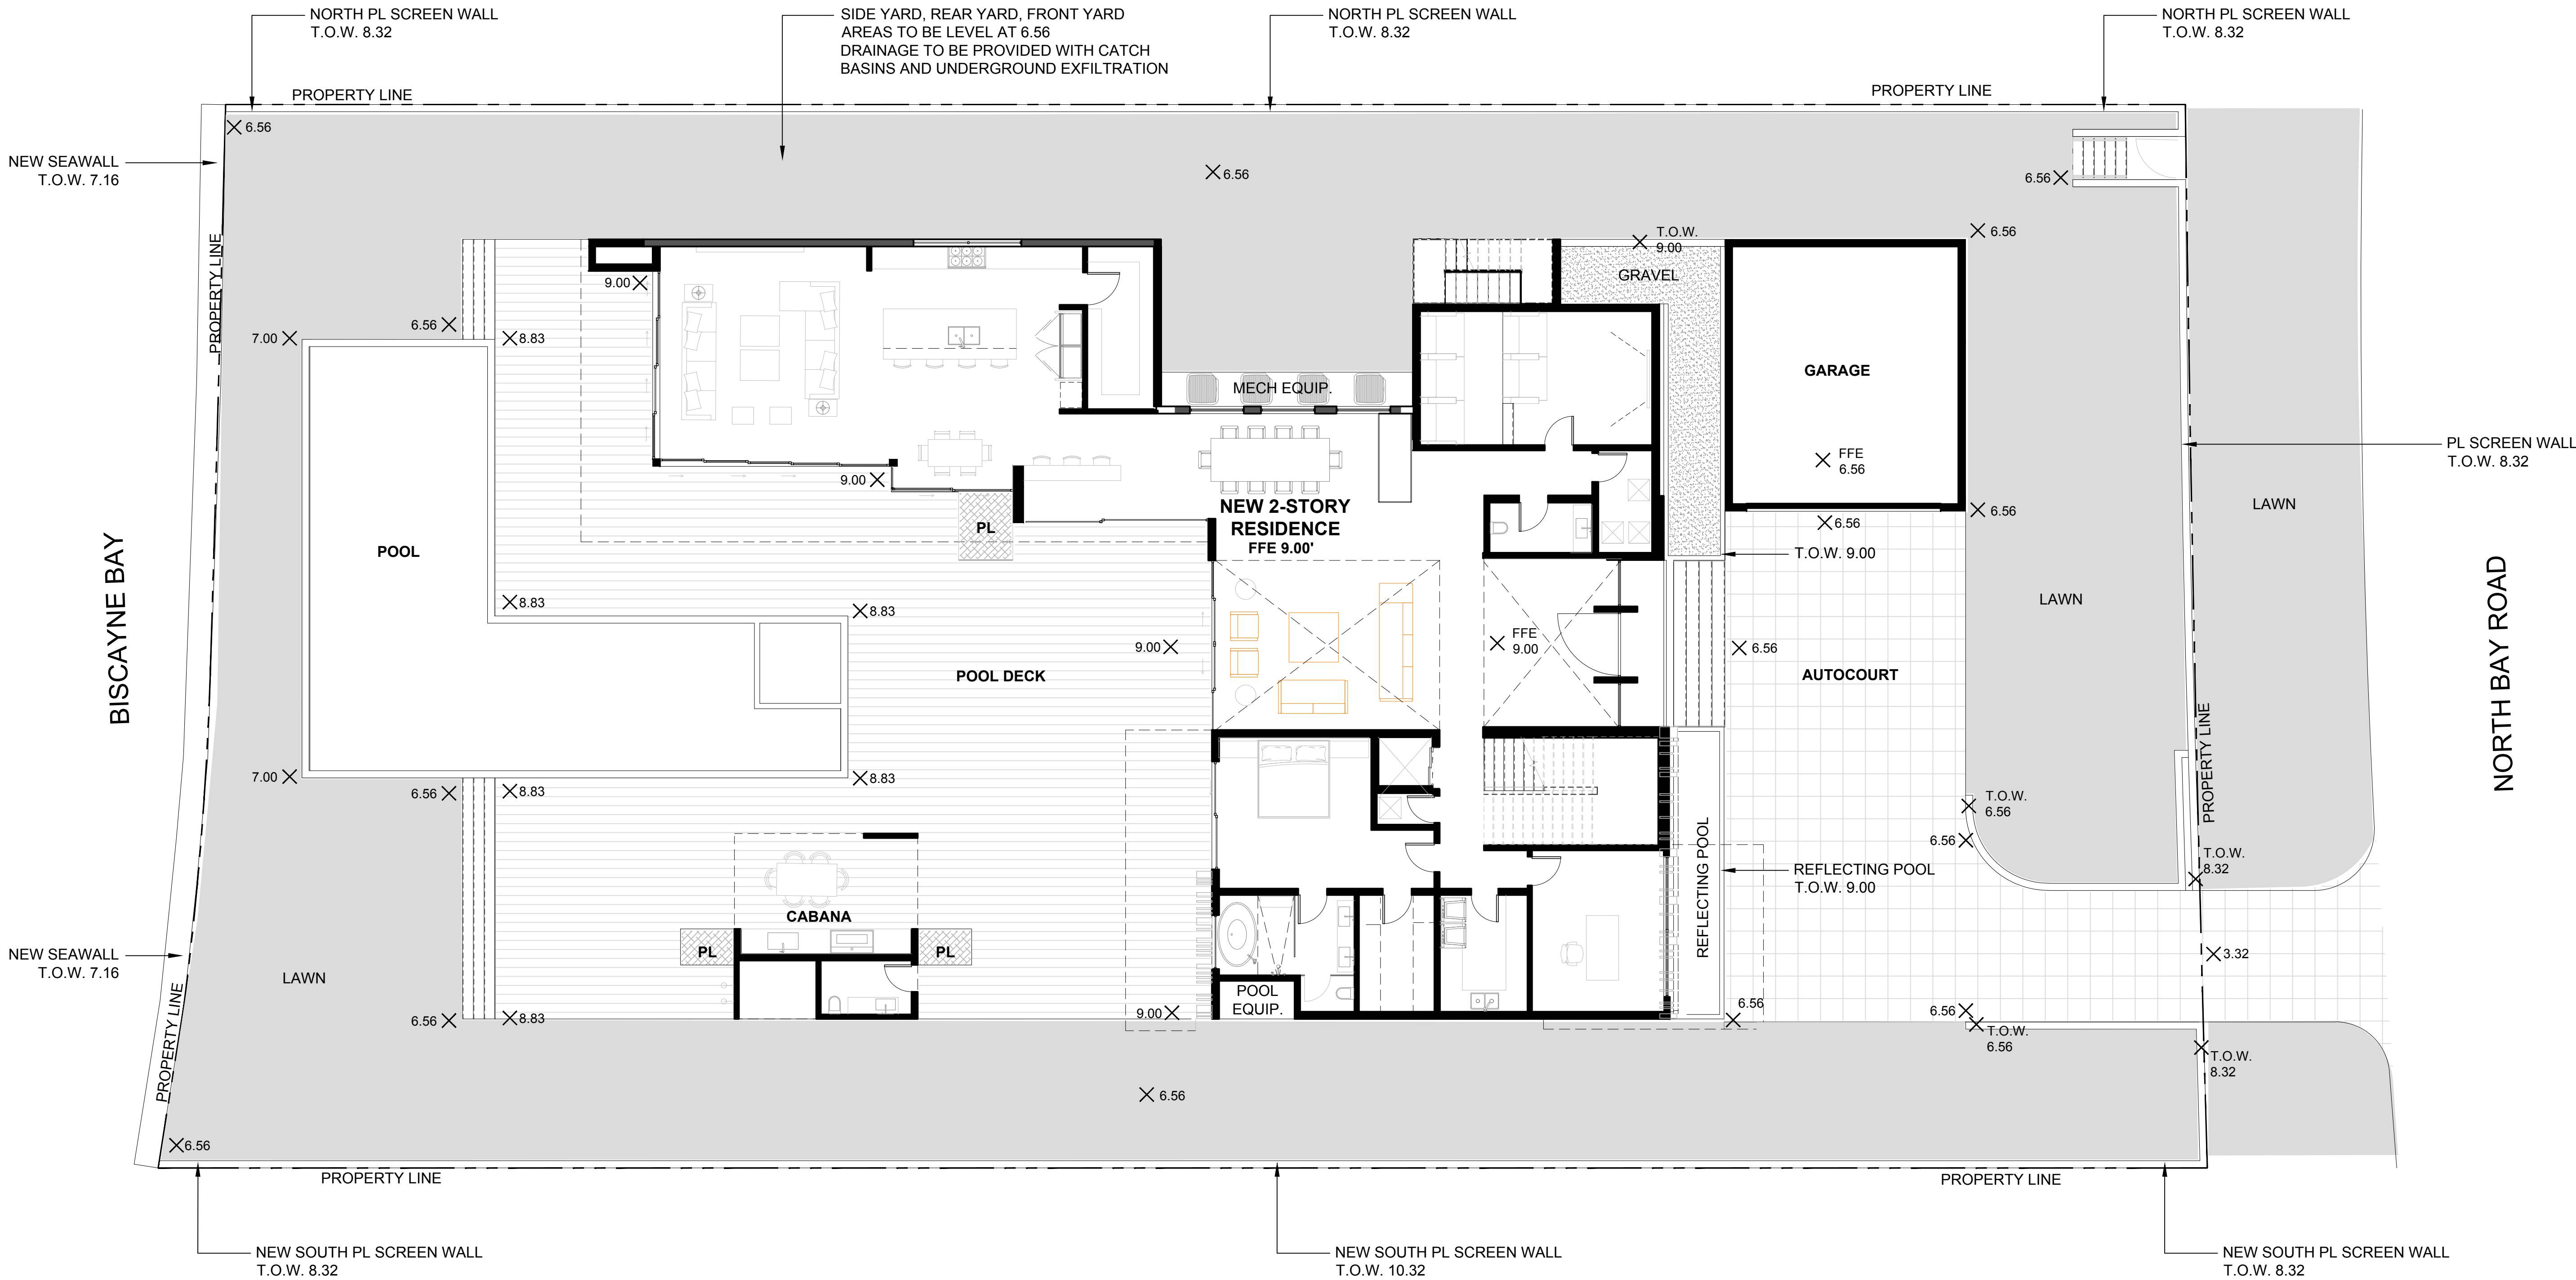 NORTH PL SCREEN WALL
T.O.W. 8.32
SIDE YARD, REAR YARD, FRONT YARD
AREAS TO BE LEVEL AT 6.56
DRAINAGE TO BE PROVIDED WITH CATCH
BASINS AND UNDERGROUND EXFILTRATION
NORTH PL SCREEN WALL
T.O.W. 8.32
NORTH PL SCREEN WALL
T.O.W. 8.32
PROPERTY LINE
PROPERTY LINE
6.56
NEW SEAWALL
T.O.W. 7.16
6.56
6.56
PROPERTY LINE
T.O.W.
9.00
6.56
GRAVEL
9.00
6.56
7.00
8.83
GARAGE
MECH EQUIP.
PL SCREEN WALL
T.O.W. 8.32
FFE
6.56
9.00
NEW 2-STORY
RESIDENCE
FFE 9.00'
PL
LAWN
6.56
6.56
POOL
T.O.W. 9.00
BISCAYNE BAY
NORTH BAY ROAD
8.83
8.83
LAWN
FFE
9.00
9.00
6.56
POOL DECK
AUTOCOURT
PROPERTY LINE
7.00
6.56
8.83
8.83
T.O.W.
6.56
6.56
T.O.W.
8.32
REFLECTING POOL
REFLECTING POOL
T.O.W. 9.00
CABANA
PL
PL
NEW SEAWALL
T.O.W. 7.16
3.32
LAWN
POOL
EQUIP.
PROPERTY LINE
6.56
8.83
9.00
6.56
6.56
T.O.W.
6.56
T.O.W.
8.32
6.56
6.56
PROPERTY LINE
PROPERTY LINE
NEW SOUTH PL SCREEN WALL
T.O.W. 8.32
NEW SOUTH PL SCREEN WALL
T.O.W. 10.32
NEW SOUTH PL SCREEN WALL
T.O.W. 8.32